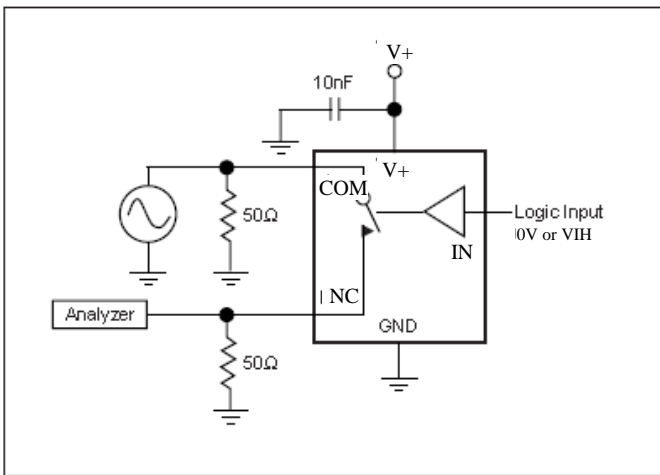 V+
10nF
V+
COM
50Ω
Logic Input
0V or VIH
IN
NC
Analyzer
GND
50Ω